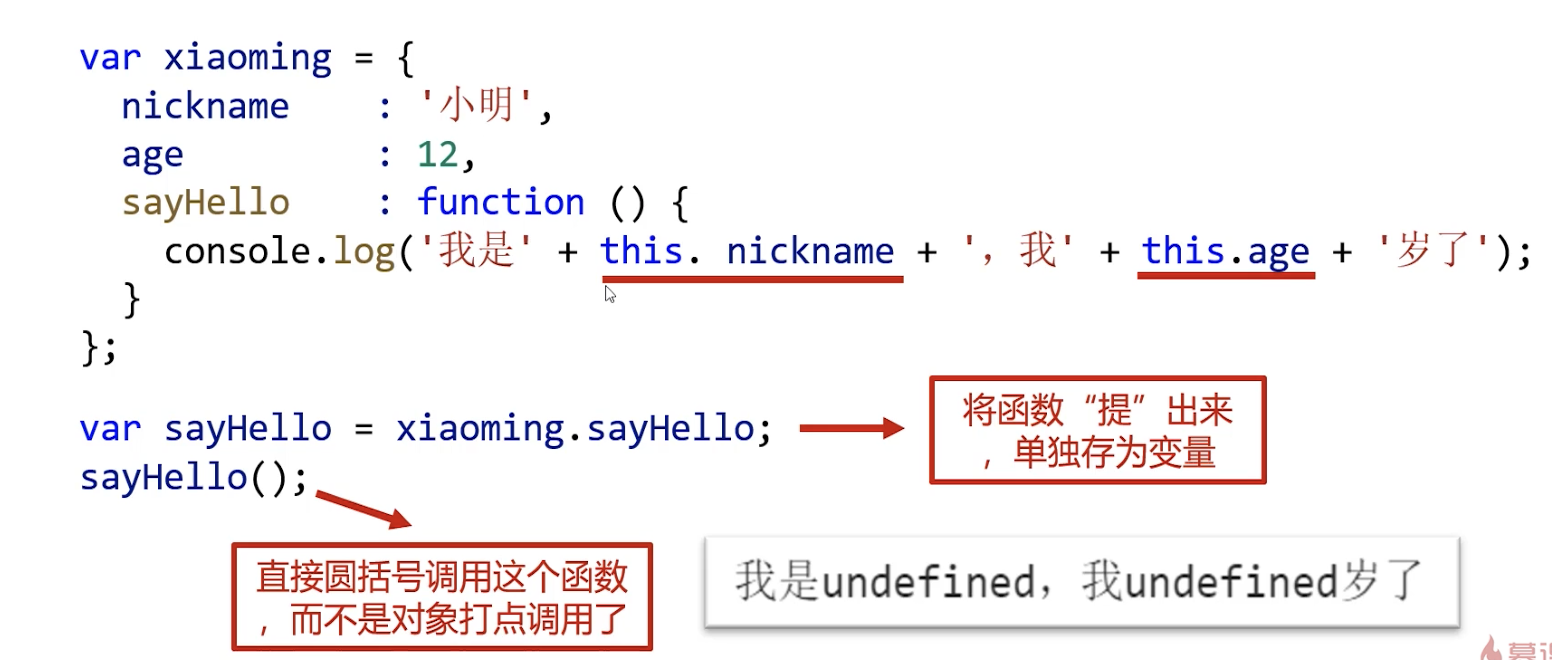 var xiaoming = {
nickname : '小明',
age : 12,
sayHello : function () {
console.log('我是' + this. nickname + '，我' + this.age + '岁了');
}
};
var sayHello = xiaoming.sayHello;
将函数“提”出来
，单独存为变量
sayHello();
直接圆括号调用这个函数
，而不是对象打点调用了
我是undefined，我undefined岁了